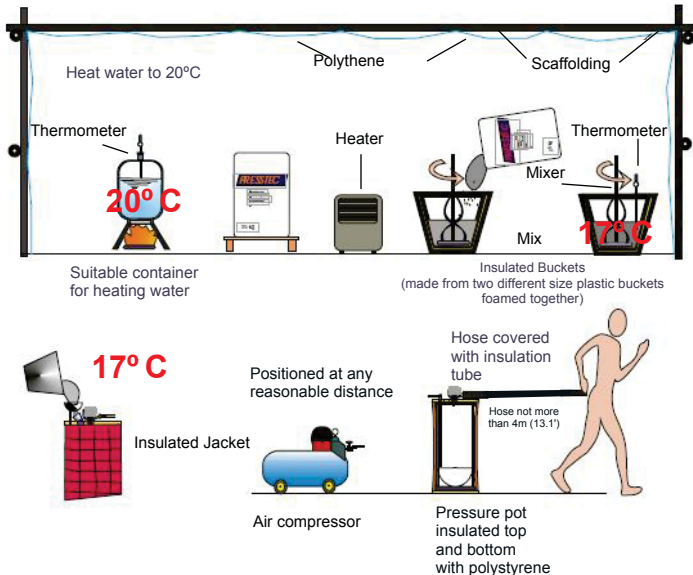 Polythene
Scaffolding
Heat water to 20ºC
Thermometer
Heater
Thermometer
Mixer
PRESSTEC
20º C
17º C
Mix
Suitable container
for heating water
Insulated Buckets
(made from two different size plastic buckets
foamed together)
17º C
Insulated Jacket
Positioned at any
reasonable distance
Air compressor
Hose covered
with insulation
tube
Hose not more
than 4m (13.1')
Pressure pot
insulated top
and bottom
with polystyrene